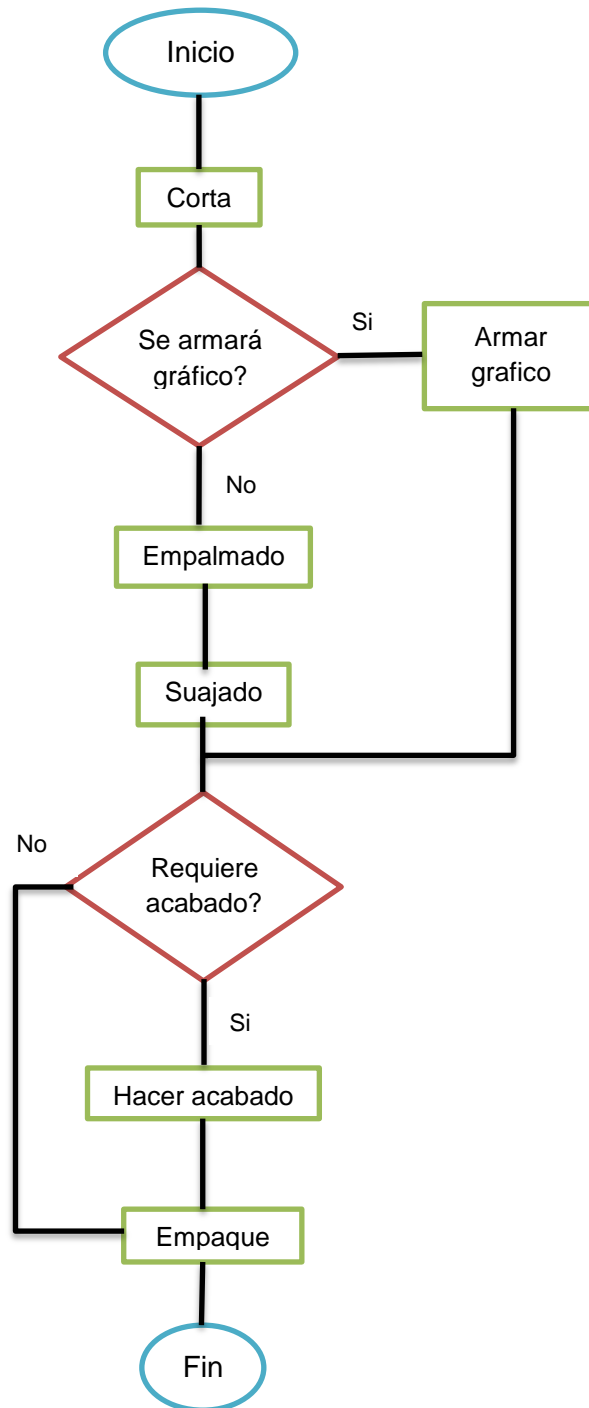 Inicio
Corta
Se armará
gráfico?
Si
Armar
grafico
No
Empalmado
Suajado
No
Requiere
acabado?
Si
Hacer acabado
Empaque
Fin